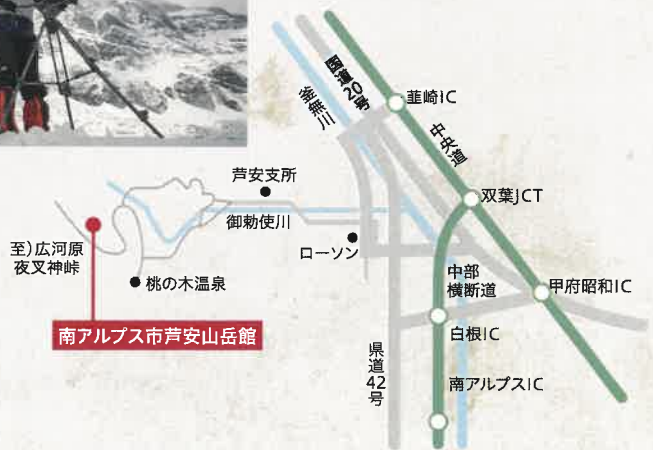 国道20号
釜無川
韮崎IC
中央道
芦安支所
双葉JCT
御勅使川
至)広河原
夜叉神峠
ローソン
桃の木温泉
中部
横断道
甲府昭和IC
南アルプス市芦安山岳館
白根IC
県道42号
南アルプスIC